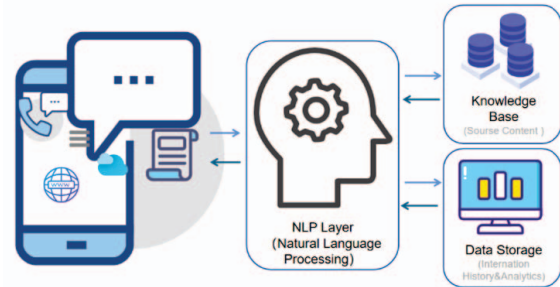 WWW
NLP Layer
(Natural Language
Processing)
Knowledge
Base
(Sourse Content )
!
Data Storage
(Internation
History&Analytics)